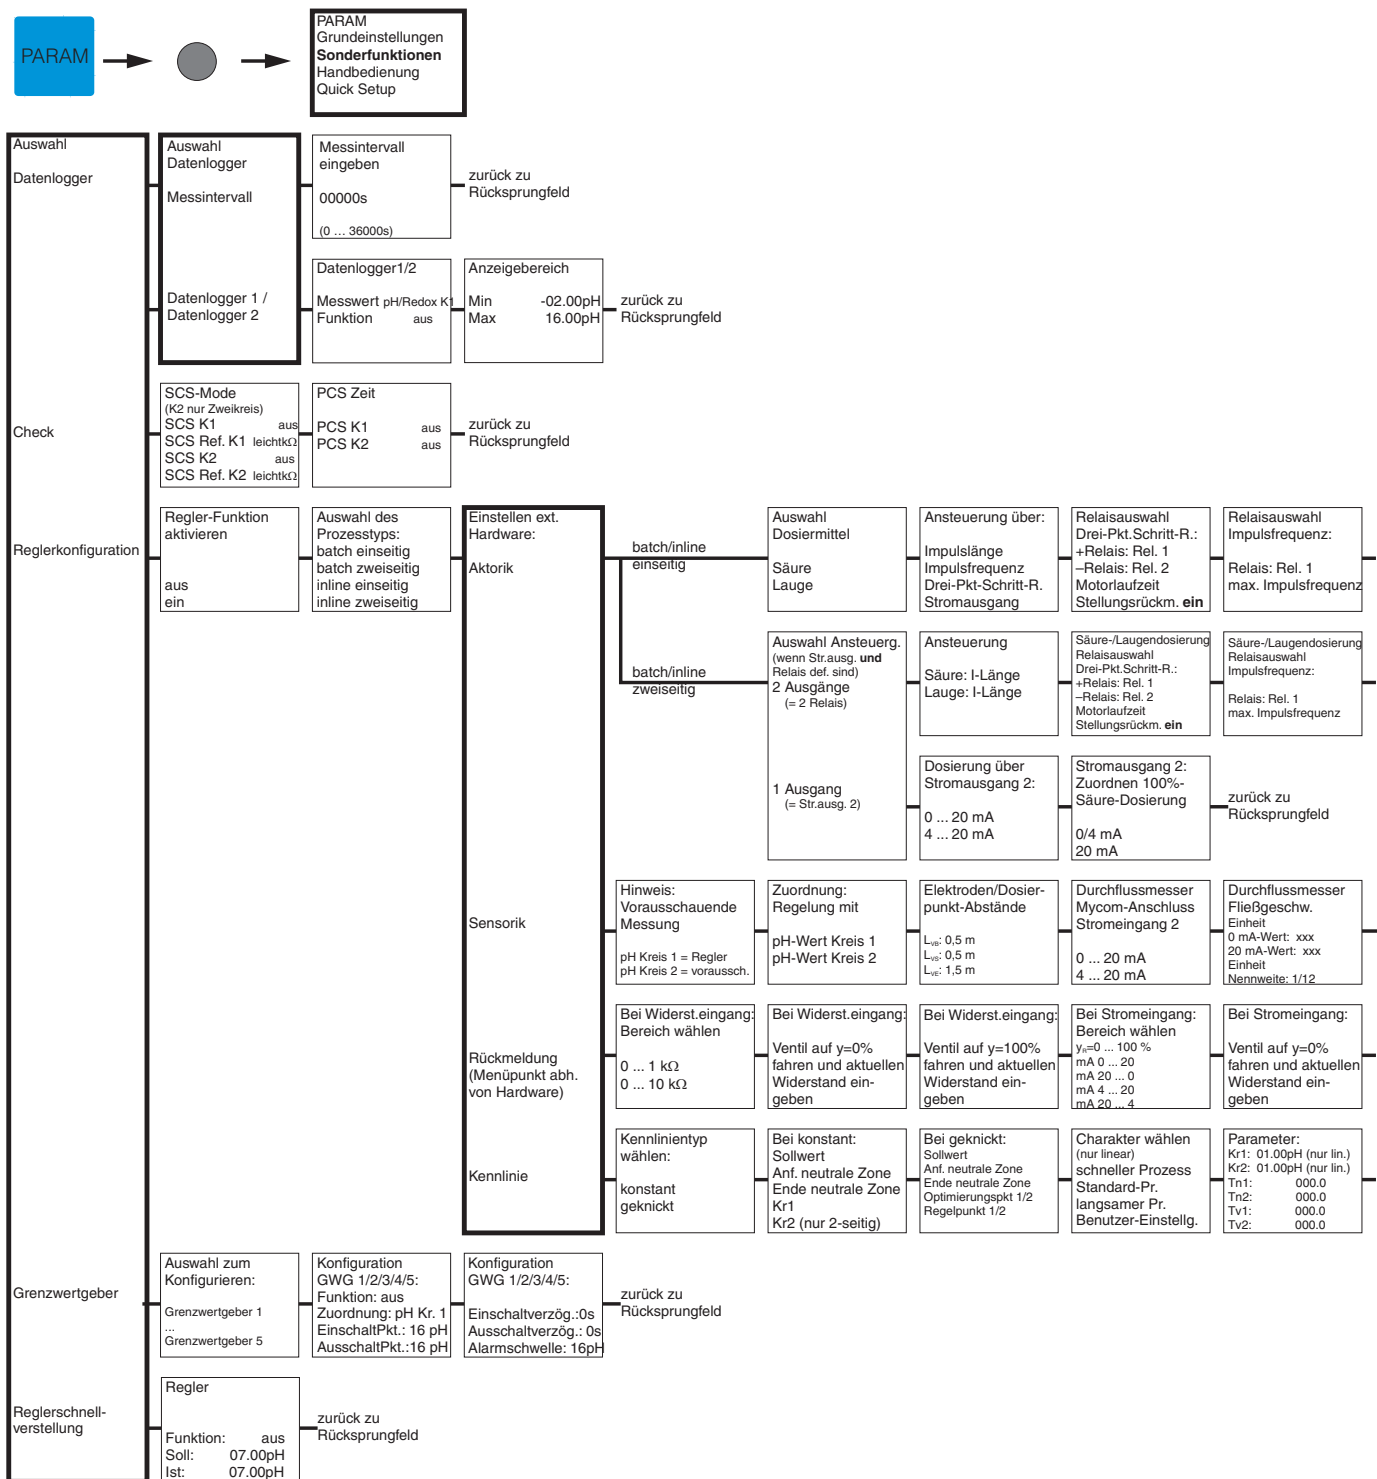 PARAM
PARAM
Grundeinstellungen
Sonderfunktionen
Handbedienung
Quick Setup
Auswahl
Datenlogger
Auswahl
Datenlogger
Messintervall
Messintervall
eingeben
00000s
(0 ... 36000s)
zurück zu
Rücksprungfeld
Datenlogger 1 /
Datenlogger 2
Datenlogger1/2
Messwert pH/Redox K1
Funktion aus
Anzeigebereich
Min -02.00pH
Max 16.00pH
zurück zu
Rücksprungfeld
Check
SCS-Mode
(K2 nur Zweikreis)
SCS K1 aus
SCS Ref. K1 leichtkΩ
SCS K2 aus
SCS Ref. K2 leichtkΩ
PCS Zeit
PCS K1 aus
PCS K2 aus
zurück zu
Rücksprungfeld
Reglerkonfiguration
Regler-Funktion
aktivieren
aus
ein
Auswahl des
Prozesstyps:
batch einseitig
batch zweiseitig
inline einseitig
inline zweiseitig
Einstellen ext.
Hardware:
Aktorik
batch/inline
einseitig
Auswahl
Dosiermittel
Säure
Lauge
Ansteuerung über:
Impulslänge
Impulsfrequenz
Drei-Pkt-Schritt-R.
Stromausgang
Relaisauswahl
Drei-Pkt.Schritt-R.:
+Relais: Rel. 1
–Relais: Rel. 2
Motorlaufzeit
Stellungsrückm. ein
Relaisauswahl
Impulsfrequenz:
Relais: Rel. 1
max. Impulsfrequenz
batch/inline
zweiseitig
Auswahl Ansteuerg.
(wenn Str.ausg. und
Relais def. sind)
2 Ausgänge
(= 2 Relais)
1 Ausgang
(= Str.ausg. 2)
Ansteuerung
Säure: I-Länge
Lauge: I-Länge
Säure-/Laugendosierung
Relaisauswahl
Drei-Pkt.Schritt-R.:
+Relais: Rel. 1
–Relais: Rel. 2
Motorlaufzeit
Stellungsrückm. ein
Säure-/Laugendosierung
Relaisauswahl
Impulsfrequenz:
Relais: Rel. 1
max. Impulsfrequenz
Dosierung über
Stromausgang 2:
0 ... 20 mA
4 ... 20 mA
Stromausgang 2:
Zuordnen 100%-
Säure-Dosierung
0/4 mA
20 mA
zurück zu
Rücksprungfeld
Sensorik
Hinweis:
Vorausschauende
Messung
pH Kreis 1 = Regler
pH Kreis 2 = voraussch.
Zuordnung:
Regelung mit
pH-Wert Kreis 1
pH-Wert Kreis 2
Elektroden/Dosier-
punkt-Abstände
LVB: 0,5 m
LVS: 0,5 m
LVE: 1,5 m
Durchflussmesser
Mycom-Anschluss
Stromeingang 2
0 ... 20 mA
4 ... 20 mA
Durchflussmesser
Fließgeschw.
Einheit
0 mA-Wert: xxx
20 mA-Wert: xxx
Einheit
Nennweite: 1/12
Rückmeldung
(Menüpunkt abh.
von Hardware)
Bei Widerst.eingang:
Bereich wählen
0 ... 1 kΩ
0 ... 10 kΩ
Bei Widerst.eingang:
Ventil auf y=0%
fahren und aktuellen
Widerstand ein-
geben
Bei Widerst.eingang:
Ventil auf y=100%
fahren und aktuellen
Widerstand ein-
geben
Bei Stromeingang:
Bereich wählen
yR=0 ... 100 %
mA 0 ... 20
mA 20 ... 0
mA 4 ... 20
mA 20 ... 4
Bei Stromeingang:
Ventil auf y=0%
fahren und aktuellen
Widerstand ein-
geben
Kennlinie
Kennlinientyp
wählen:
konstant
geknickt
Bei konstant:
Sollwert
Anf. neutrale Zone
Ende neutrale Zone
Kr1
Kr2 (nur 2-seitig)
Bei geknickt:
Sollwert
Anf. neutrale Zone
Ende neutrale Zone
Optimierungspkt 1/2
Regelpunkt 1/2
Charakter wählen
(nur linear)
schneller Prozess
Standard-Pr.
langsamer Pr.
Benutzer-Einstellg.
Parameter:
Kr1: 01.00pH (nur lin.)
Kr2: 01.00pH (nur lin.)
Tn1: 000.0
Tn2: 000.0
Tv1: 000.0
Tv2: 000.0
Grenzwertgeber
Auswahl zum
Konfigurieren:
Grenzwertgeber 1
...
Grenzwertgeber 5
Konfiguration
GWG 1/2/3/4/5:
Funktion: aus
Zuordnung: pH Kr. 1
EinschaltPkt.: 16 pH
AusschaltPkt.:16 pH
Konfiguration
GWG 1/2/3/4/5:
Einschaltverzög.:0s
Ausschaltverzög.: 0s
Alarmschwelle: 16pH
zurück zu
Rücksprungfeld
Reglerschnell-
verstellung
Regler
Funktion: aus
Soll: 07.00pH
Ist: 07.00pH
zurück zu
Rücksprungfeld